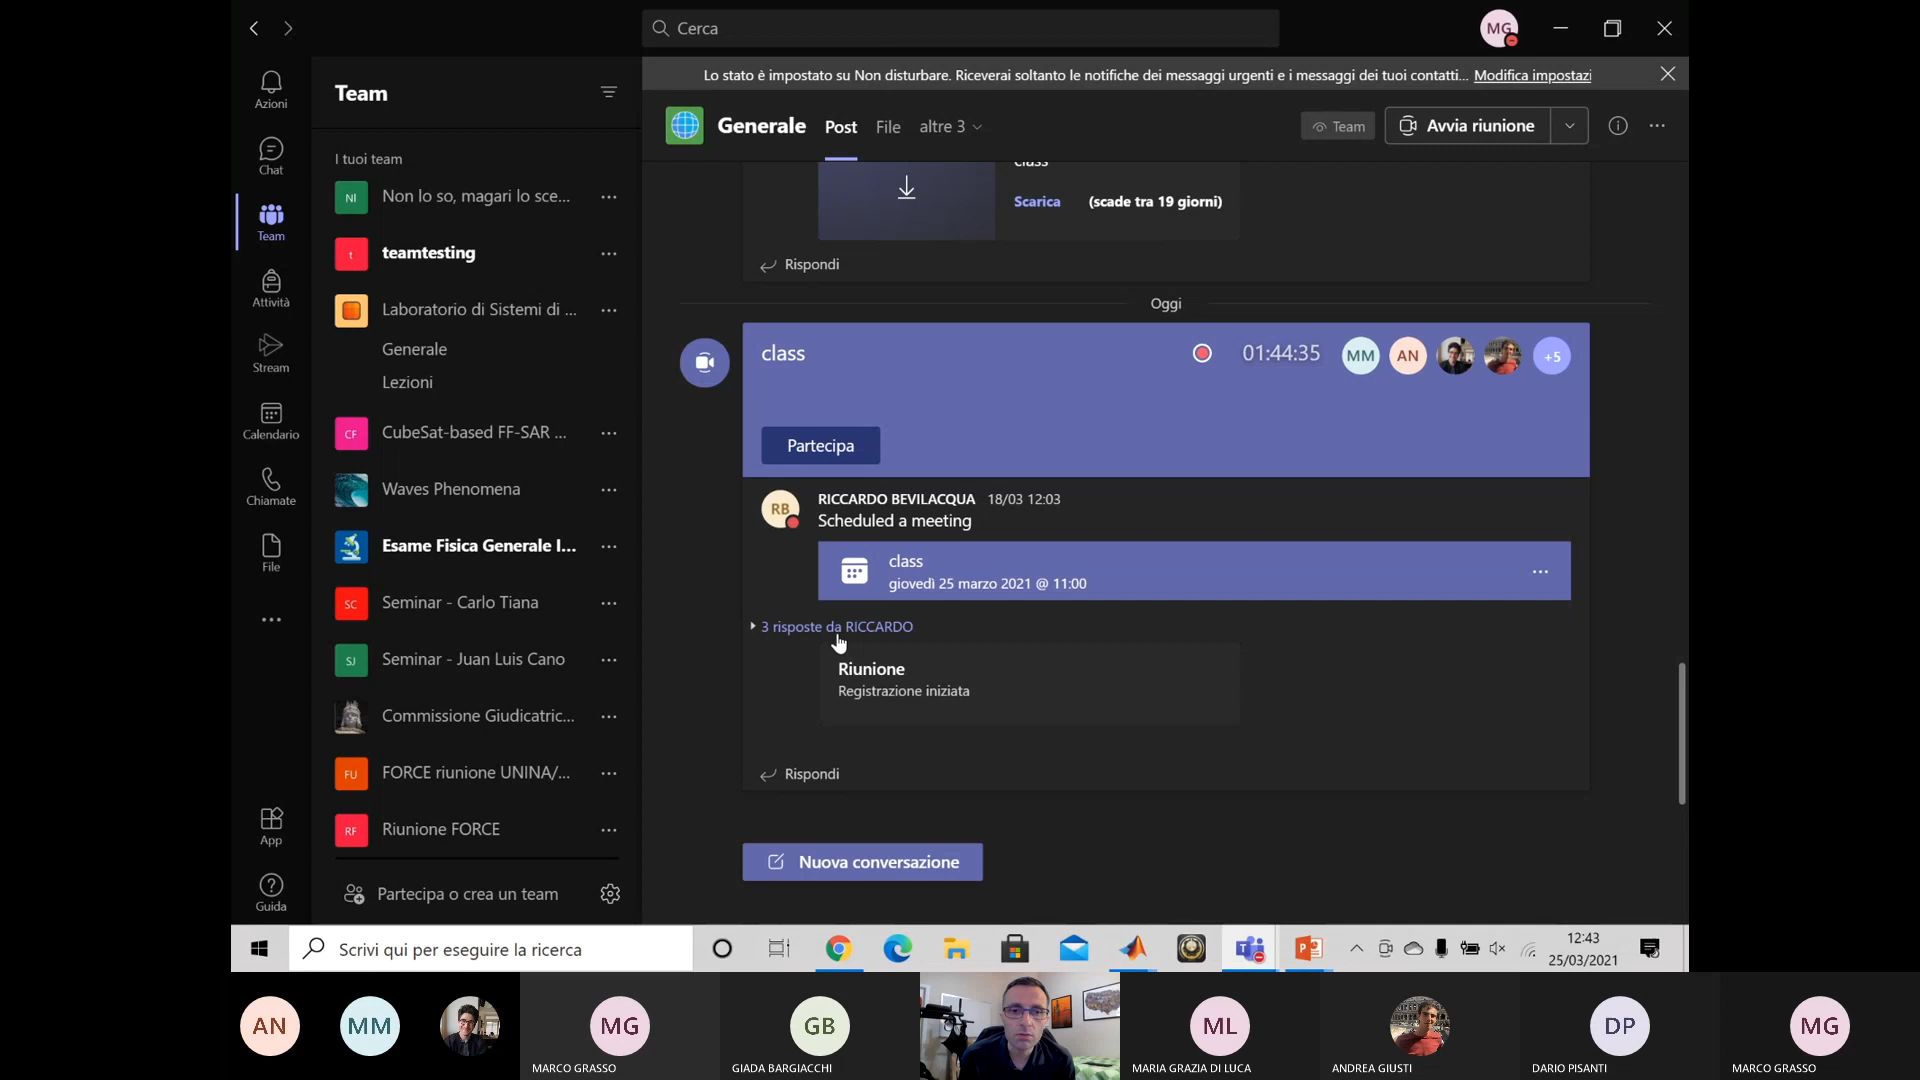 Cerca
MG
Lo stato è impostato su Non disturbare. Riceverai soltanto le notifiche dei messaggi urgenti e i messaggi dei tuoi contatti... Modifica impostazi
Azioni
Chat
Team
Attività
Stream
Calendario
Chiamate
File
App
Guida
Team
I tuoi team
Nl Non lo so, magari lo sce...
t teamtesting
Laboratorio di Sistemi di ...
Generale
Lezioni
CF CubeSat-based FF-SAR ...
Waves Phenomena
Esame Fisica Generale I...
SC Seminar - Carlo Tiana
SJ Seminar - Juan Luis Cano
Commissione Giudicatric...
FU FORCE riunione UNINA/...
RF Riunione FORCE
Partecipa o crea un team
Generale Post File altre 3
Team
Avvia riunione
class
Scarica (scade tra 19 giorni)
Rispondi
Oggi
class 01:44:35 MM AN +5
Partecipa
RB RICCARDO BEVILACQUA 18/03 12:03
Scheduled a meeting
class
giovedì 25 marzo 2021 @ 11:00
3 risposte da RICCARDO
Riunione
Registrazione iniziata
Rispondi
Nuova conversazione
Scrivi qui per eseguire la ricerca
12:43
25/03/2021
AN MM MG GB ML DP MG
MARCO GRASSO GIADA BARGIACCHI MARIA GRAZIA DI LUCA ANDREA GIUSTI DARIO PISANTI MARCO GRASSO